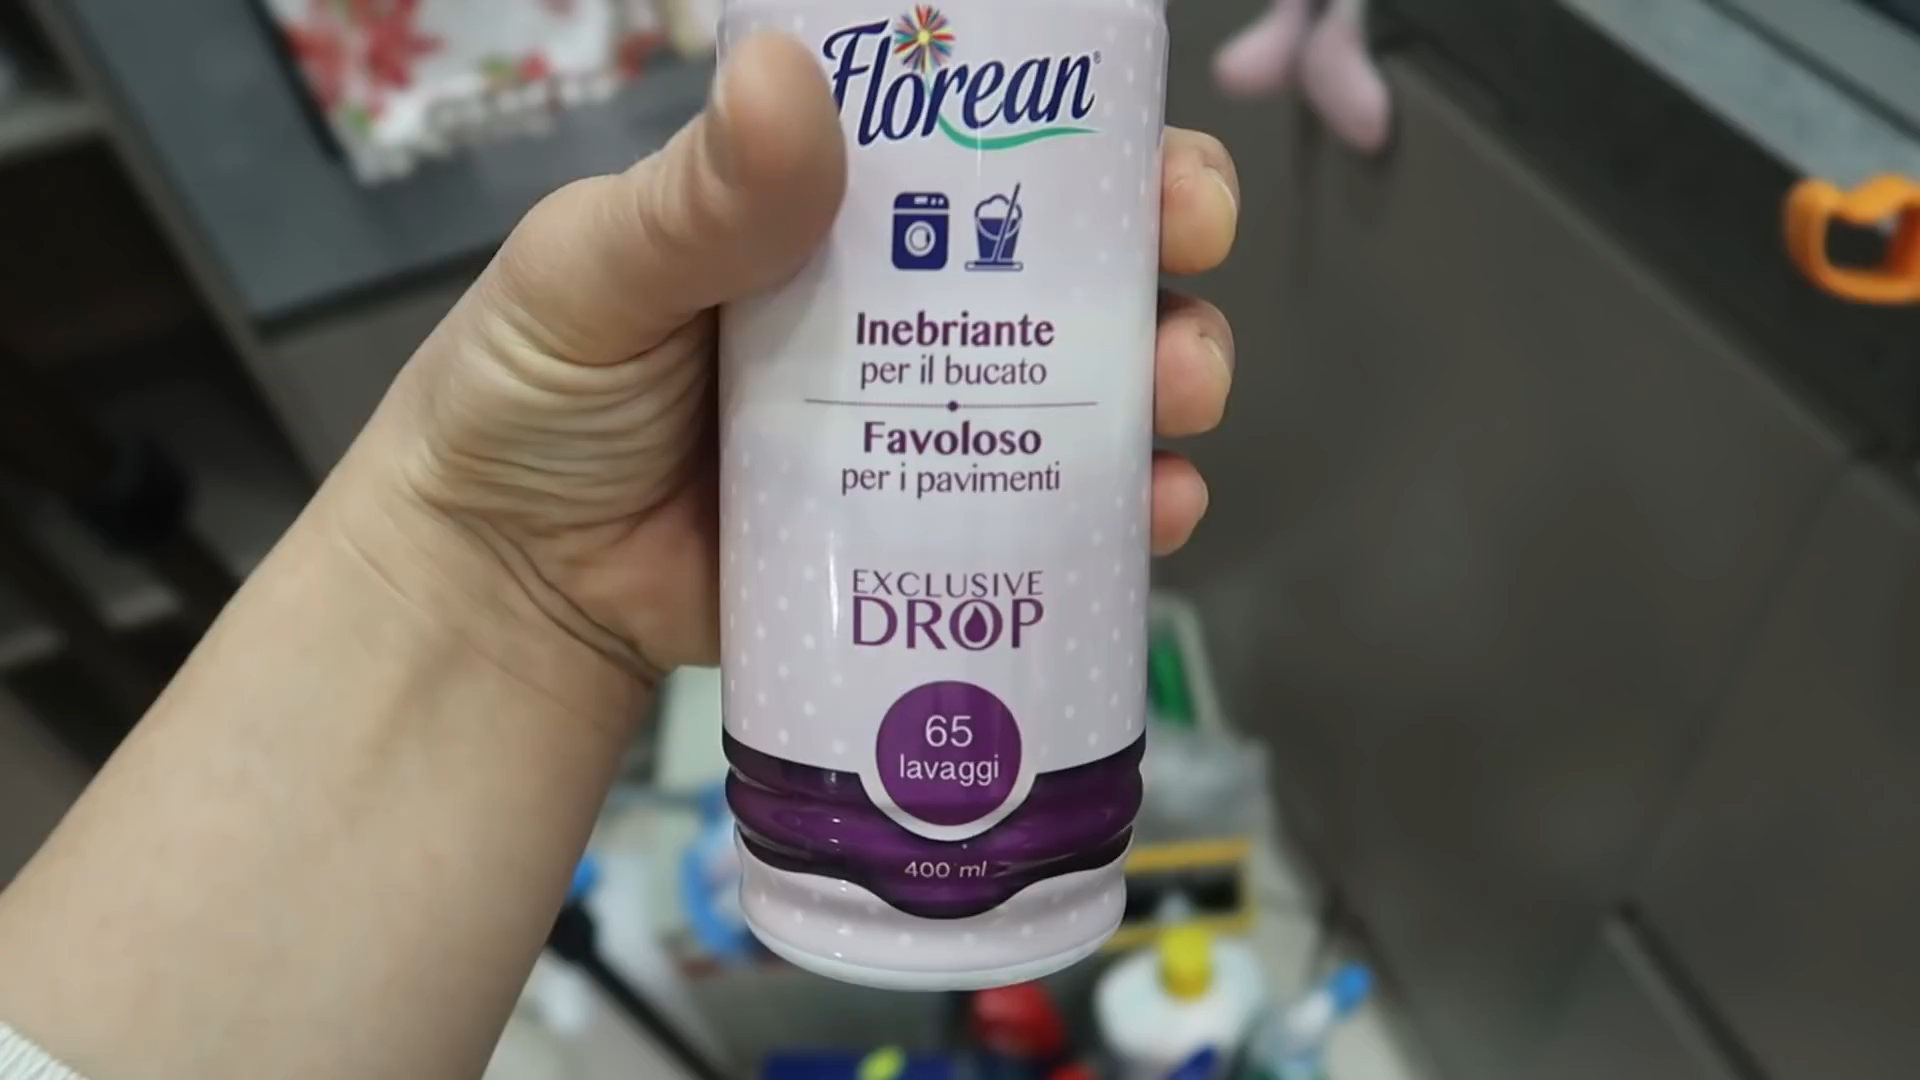 Florean®
Inebriante
per il bucato
Favoloso
per i pavimenti
EXCLUSIVE
DROP
65
lavaggi
400 ml